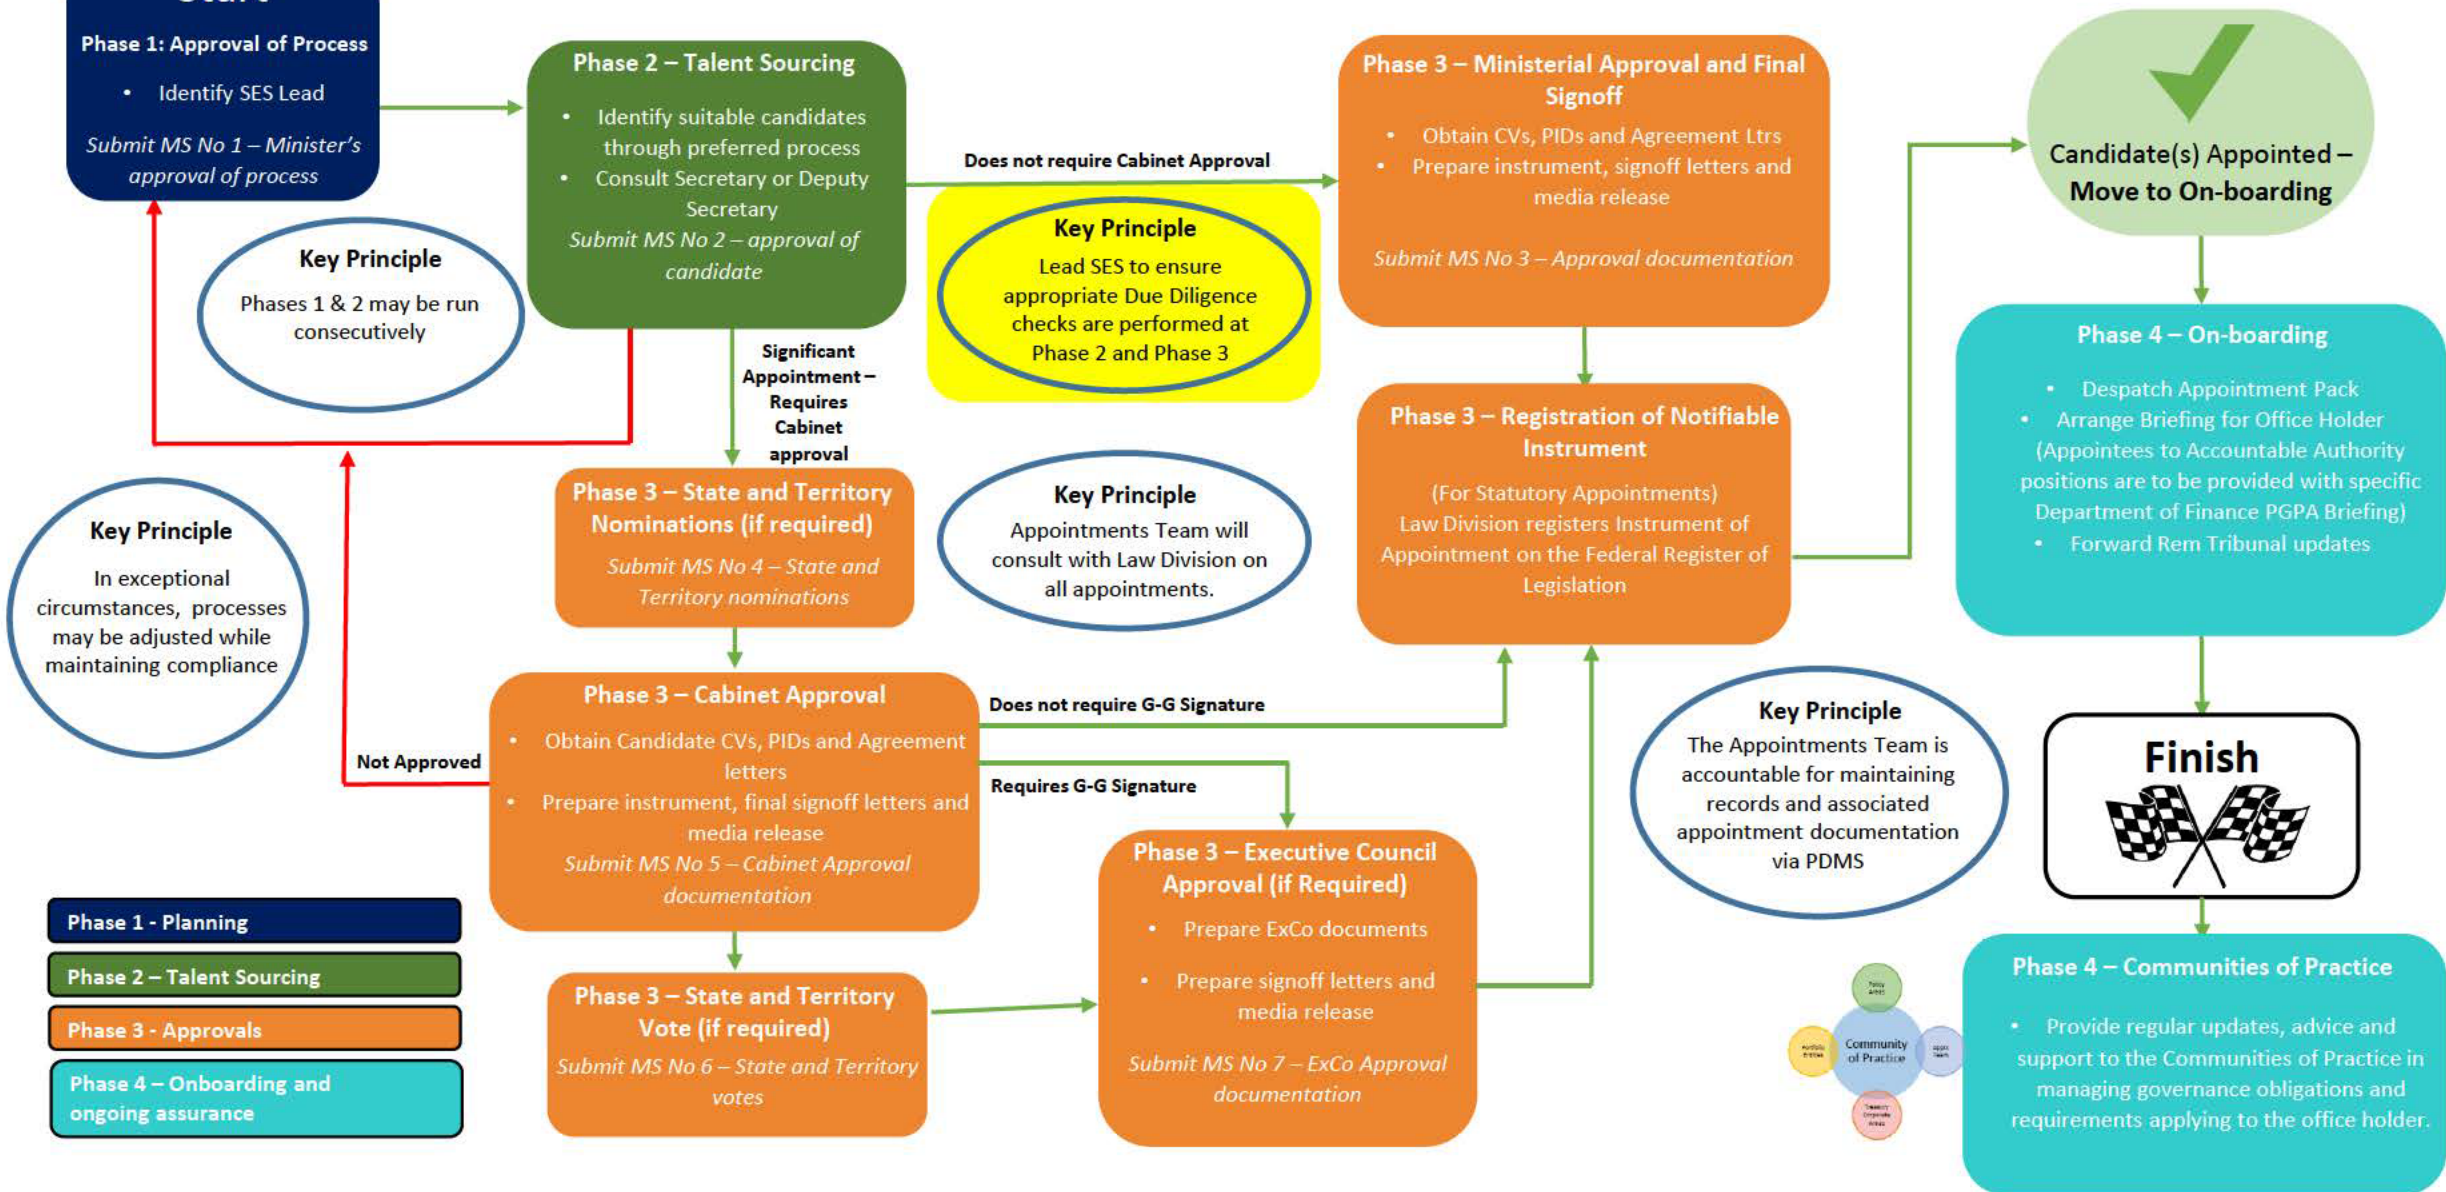 Start
Phase 1: Approval of Process
• Identify SES Lead
Submit MS No 1 – Minister's
approval of process
Phase 2 – Talent Sourcing
• Identify suitable candidates
through preferred process
• Consult Secretary or Deputy
Secretary
Submit MS No 2 – approval of
candidate
Does not require Cabinet Approval
Phase 3 – Ministerial Approval and Final
Signoff
• Obtain CVs, PIDs and Agreement Ltrs
• Prepare instrument, signoff letters and
media release
Submit MS No 3 – Approval documentation
Candidate(s) Appointed –
Move to On-boarding
Key Principle
Phases 1 & 2 may be run
consecutively
Key Principle
Lead SES to ensure
appropriate Due Diligence
checks are performed at
Phase 2 and Phase 3
Significant
Appointment –
Requires
Cabinet
approval
Phase 3 – Registration of Notifiable
Instrument
(For Statutory Appointments)
Law Division registers Instrument of
Appointment on the Federal Register of
Legislation
Phase 4 – On-boarding
• Despatch Appointment Pack
• Arrange Briefing for Office Holder
(Appointees to Accountable Authority
positions are to be provided with specific
Department of Finance PGPA Briefing)
• Forward Rem Tribunal updates
Key Principle
In exceptional
circumstances, processes
may be adjusted while
maintaining compliance
Phase 3 – State and Territory
Nominations (if required)
Submit MS No 4 – State and
Territory nominations
Key Principle
Appointments Team will
consult with Law Division on
all appointments.
Not Approved
Phase 3 – Cabinet Approval
• Obtain Candidate CVs, PIDs and Agreement
letters
• Prepare instrument, final signoff letters and
media release
Submit MS No 5 – Cabinet Approval
documentation
Does not require G-G Signature
Requires G-G Signature
Key Principle
The Appointments Team is
accountable for maintaining
records and associated
appointment documentation
via PDMS
Finish
Phase 3 – Executive Council
Approval (if Required)
• Prepare ExCo documents
• Prepare signoff letters and
media release
Submit MS No 7 – ExCo Approval
documentation
Phase 3 – State and Territory
Vote (if required)
Submit MS No 6 – State and Territory
votes
Phase 1 - Planning
Phase 2 – Talent Sourcing
Phase 3 - Approvals
Phase 4 – Onboarding and
ongoing assurance
Policy
Areas
Portfolio
Entities
Community
of Practice
Team
Treasury
Corporate
Areas
Phase 4 – Communities of Practice
• Provide regular updates, advice and
support to the Communities of Practice in
managing governance obligations and
requirements applying to the office holder.